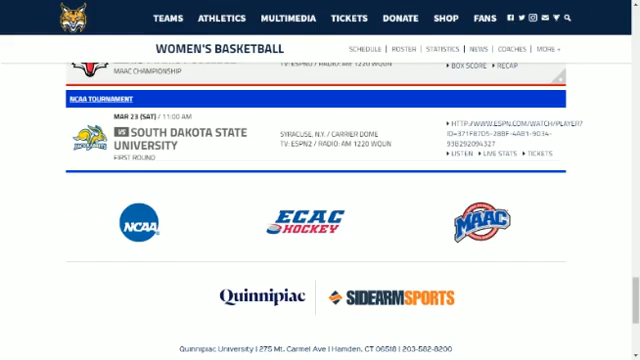 TEAMS ATHLETICS MULTIMEDIA TICKETS DONATE SHOP FANS
WOMEN'S BASKETBALL
SCHEDULE | ROSTER | STATISTICS | NEWS | COACHES | MORE +
MAAC CHAMPIONSHIP
TV: ESPNU / RADIO: AM 1220 WQUN
BOX SCORE RECAP
NCAA TOURNAMENT
MAR 23 (SAT) / 11:00 AM
VS SOUTH DAKOTA STATE
UNIVERSITY
FIRST ROUND
SYRACUSE, N.Y. / CARRIER DOME
TV: ESPN2 / RADIO: AM 1220 WQUN
HTTP://WWW.ESPN.COM/WATCH/PLAYER?
ID=371F87D5-28BF-4AB1-9034-
93B292094327
LISTEN LIVE STATS TICKETS
NCAA
ECAC
HOCKEY
MAAC
Quinnipiac
SIDEARMSPORTS
Quinnipiac University | 275 Mt. Carmel Ave | Hamden, CT 06518 | 203-582-8200